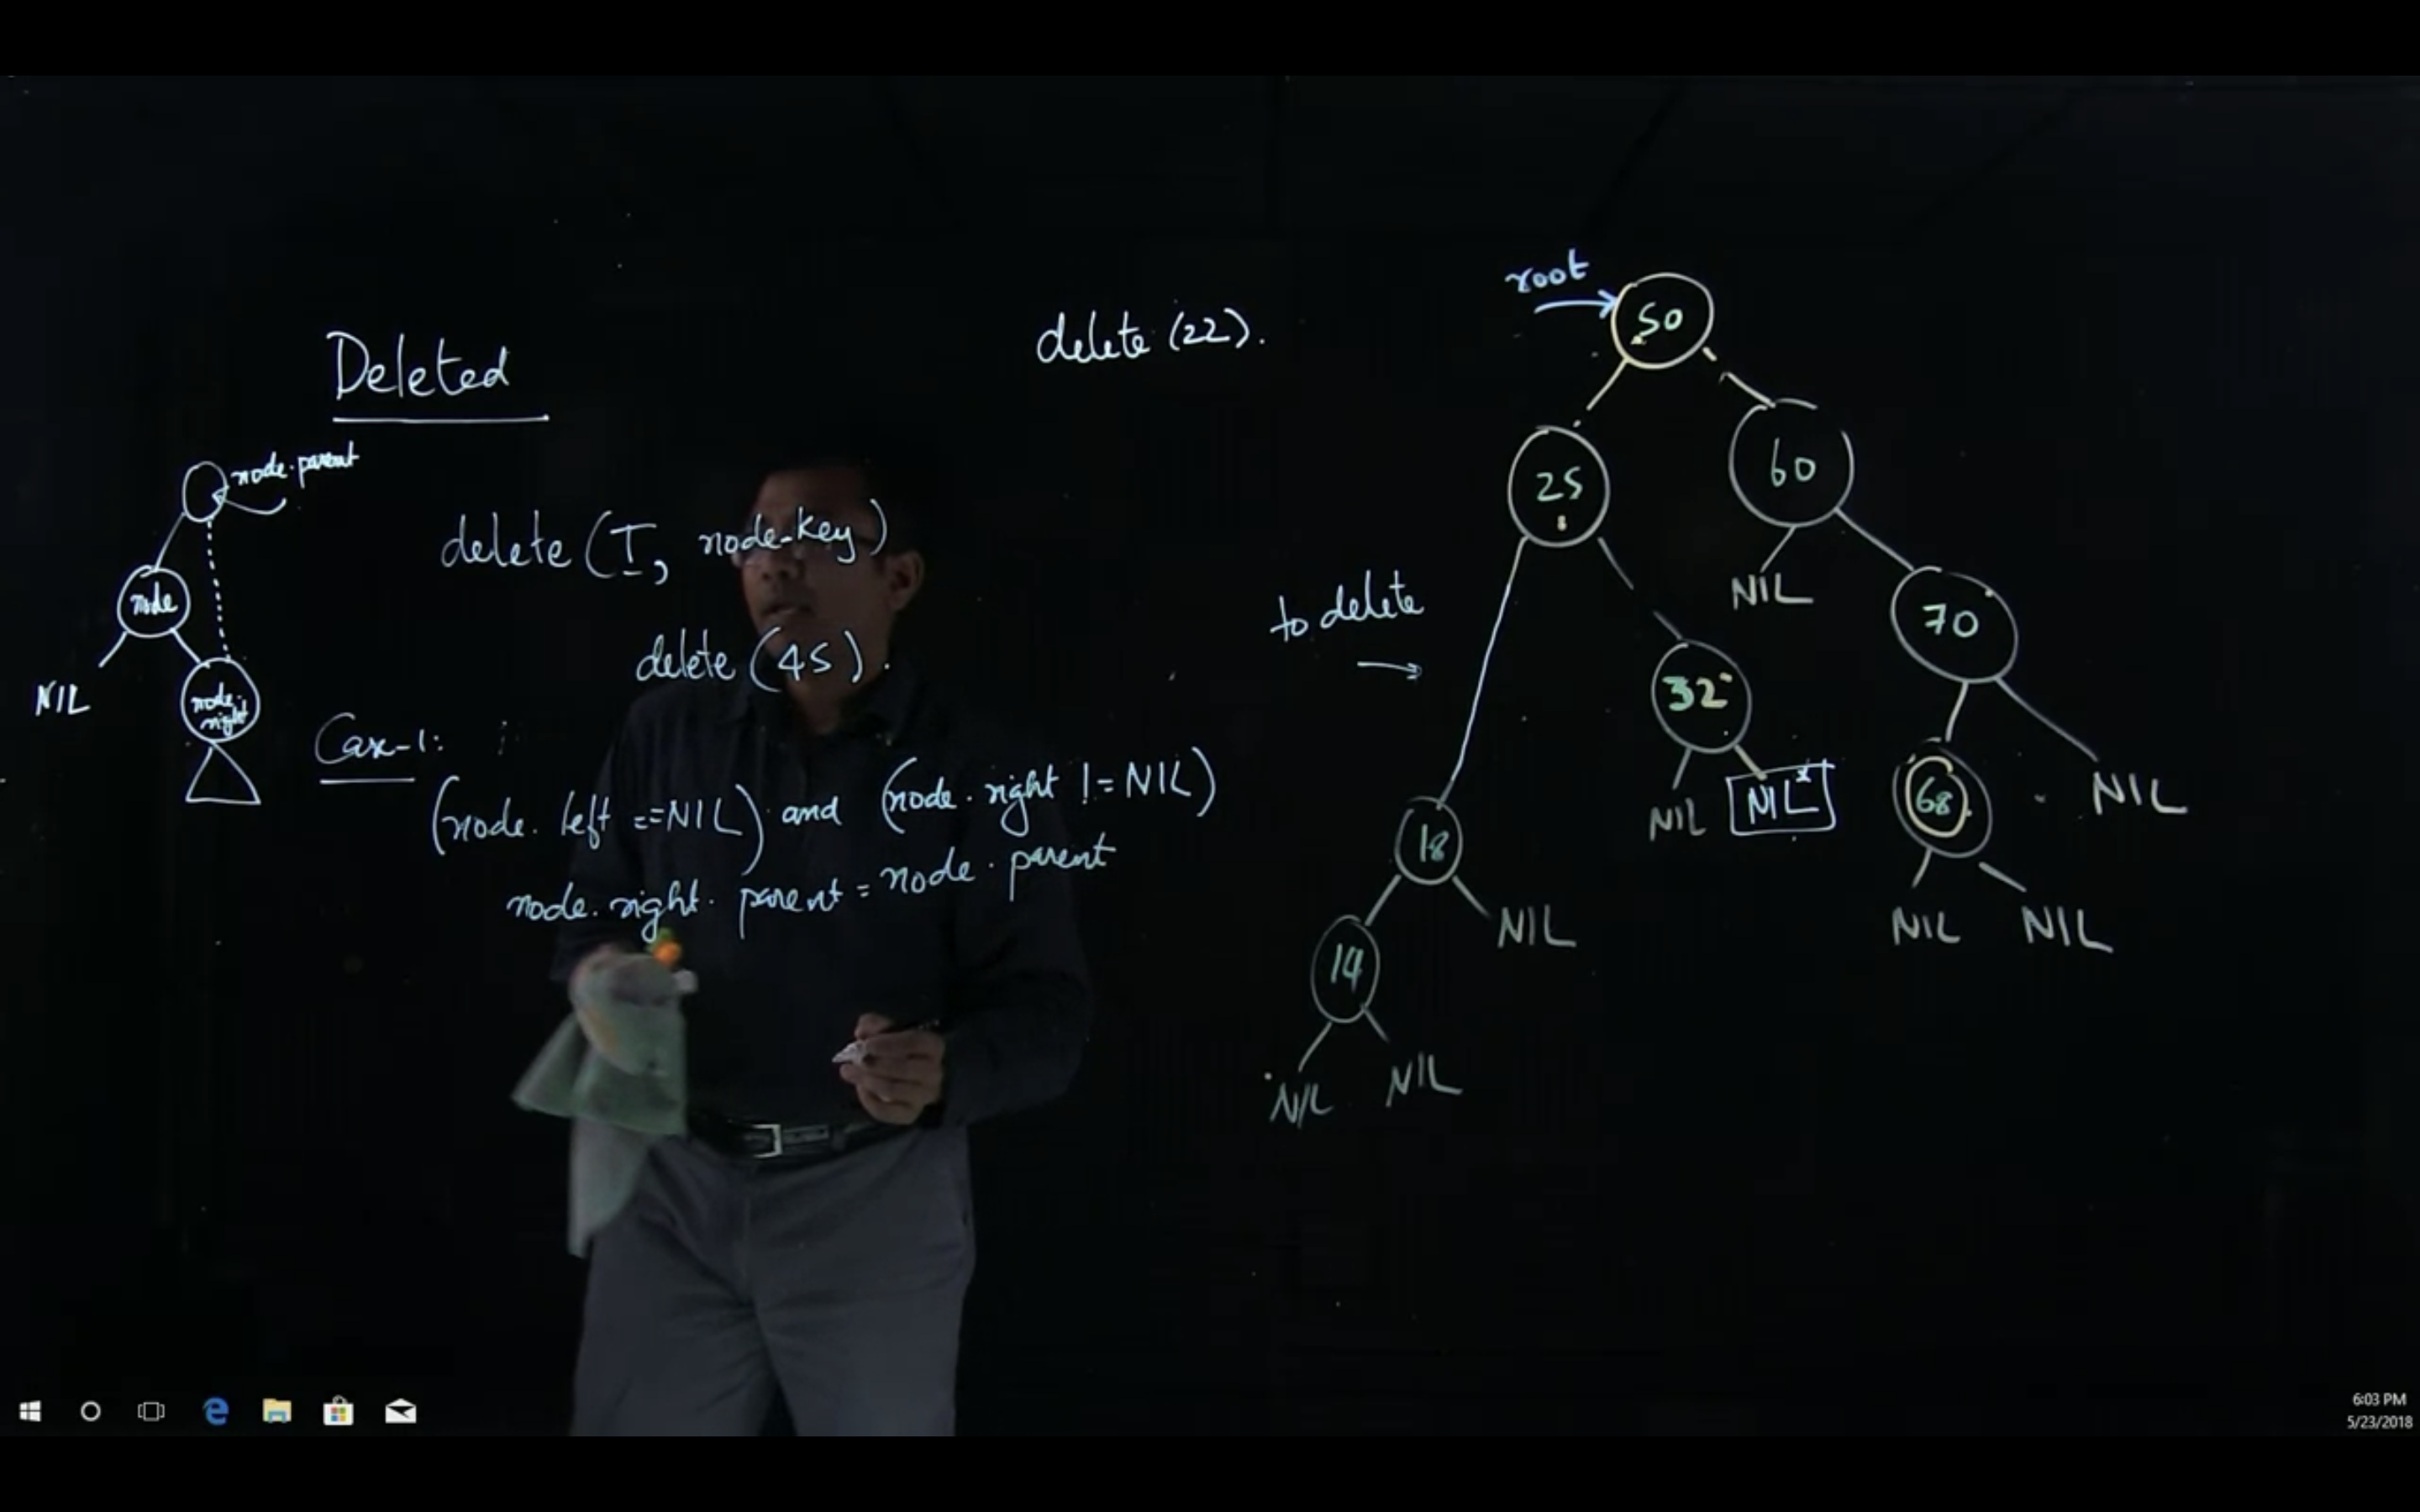 Deleted
node.parent
node
NIL
node.
right
delete (T, node-key)
delete (45).
Case-1:
(node. left ==NIL) and (node. right != NIL)
node. right. parent = node. parent
delete (22).
root
50
25
60
NIL
to delete
32
70
NIL
NIL
68
NIL
18
NIL
NIL
NIL
14
NIL
NIL
6:03 PM
5/23/2018